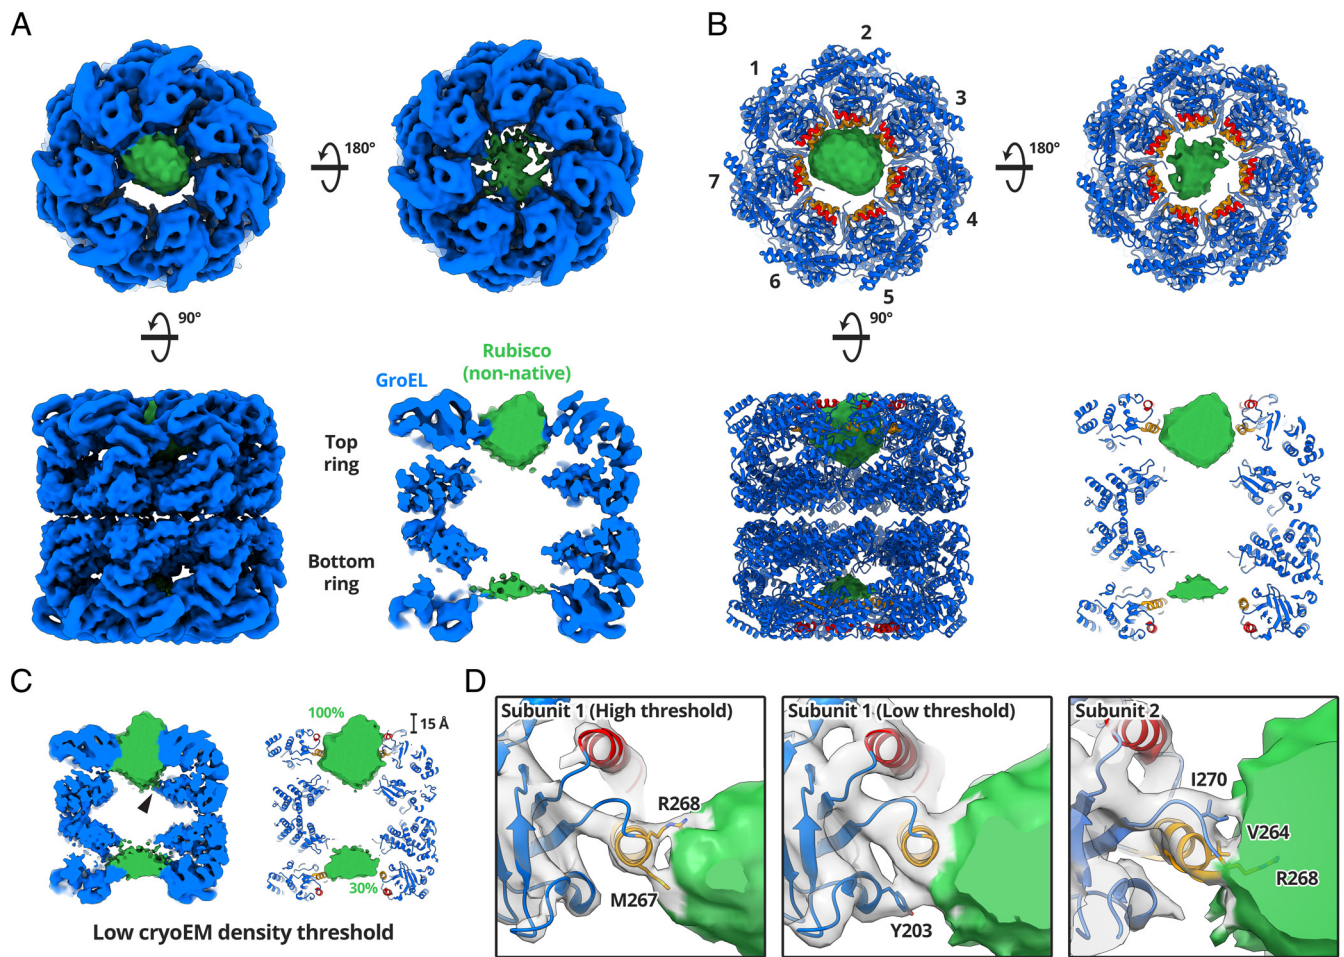 A
180°
90°
GroEL
Rubisco
(non-native)
Top
ring
Bottom
ring
B
1
2
3
4
5
6
7
180°
90°
C
100%
15 Å
30%
Low cryoEM density threshold
D
Subunit 1 (High threshold)
R268
M267
Subunit 1 (Low threshold)
Y203
Subunit 2
I270
V264
R268